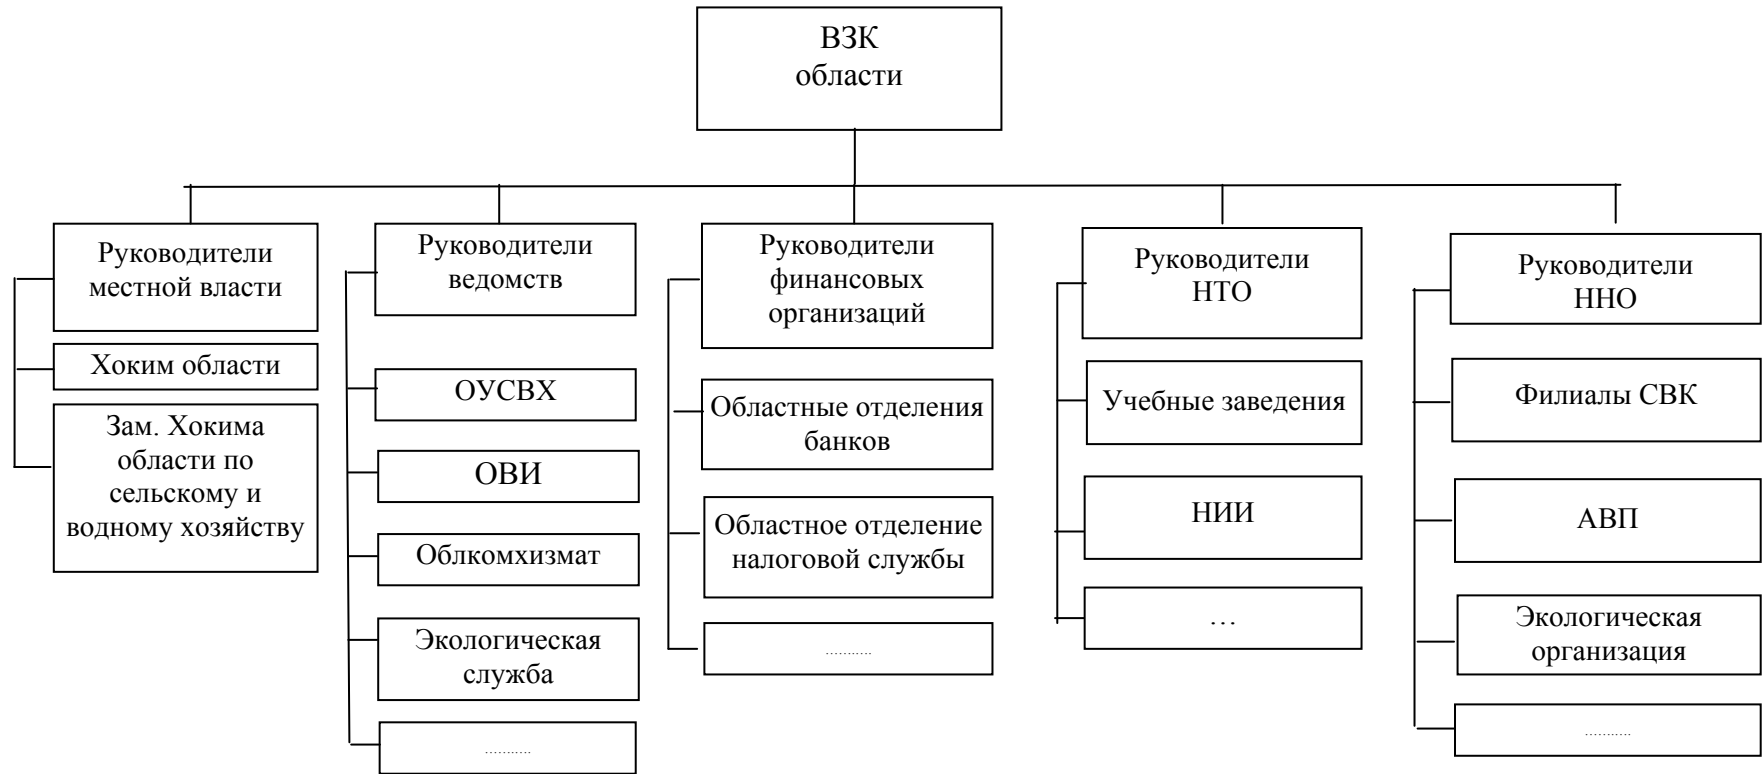 ВЗК
области
Руководители
местной власти
Хоким области
Зам. Хокима
области по
сельскому и
водному хозяйству
Руководители
ведомств
ОУСВХ
ОВИ
Облкомхизмат
Экологическая
служба
...........
Руководители
финансовых
организаций
Областные отделения
банков
Областное отделение
налоговой службы
...........
Руководители
НТО
Учебные заведения
НИИ
…
Руководители
ННО
Филиалы СВК
АВП
Экологическая
организация
...........